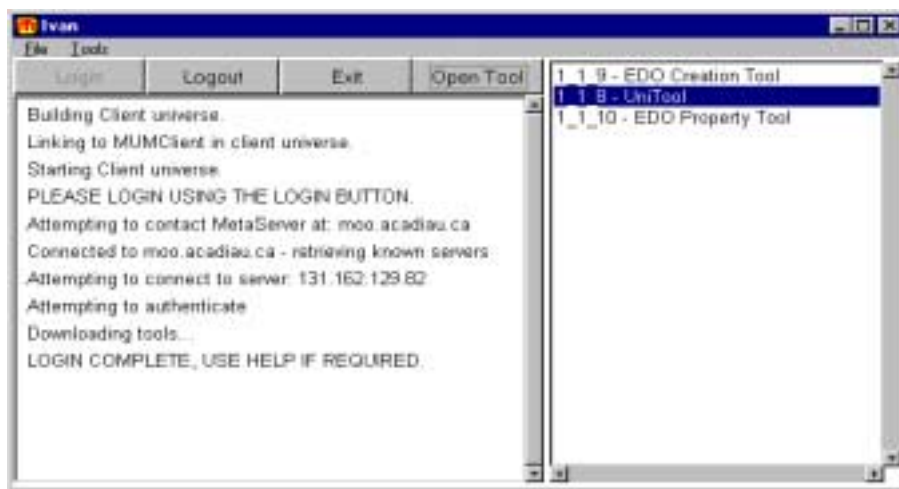 Ivan
File Tools
Login Logout Exit Open Tool
Building Client universe.
Linking to MUMClient in client universe.
Starting Client universe.
PLEASE LOGIN USING THE LOGIN BUTTON.
Attempting to contact MetaServer at: moo.acadiau.ca
Connected to moo.acadiau.ca - retrieving known servers
Attempting to connect to server: 131.162.129.82
Attempting to authenticate
Downloading tools...
LOGIN COMPLETE, USE HELP IF REQUIRED.
1_1_9 - EDO Creation Tool
1_1_8 - UniTool
1_1_10 - EDO Property Tool